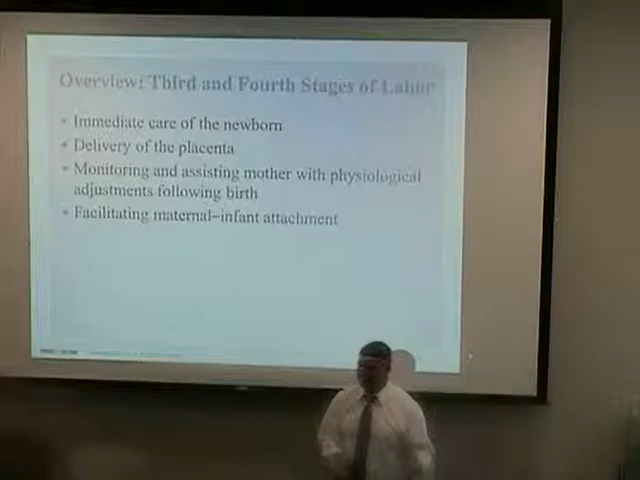 Overview: Third and Fourth Stages of Labor
• Immediate care of the newborn
• Delivery of the placenta
• Monitoring and assisting mother with physiological
adjustments following birth
• Facilitating maternal–infant attachment